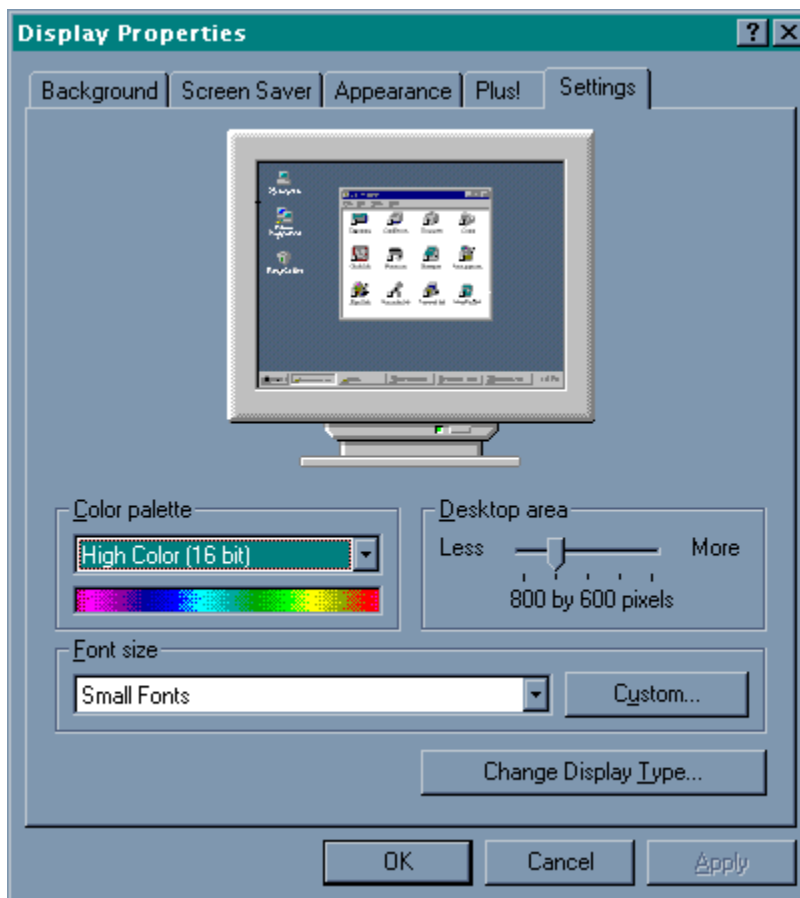 Display Properties
Background Screen Saver Appearance Plus! Settings
Color palette
High Color (16 bit)
Desktop area
Less More
800 by 600 pixels
Font size
Small Fonts
Custom...
Change Display Type...
OK Cancel Apply